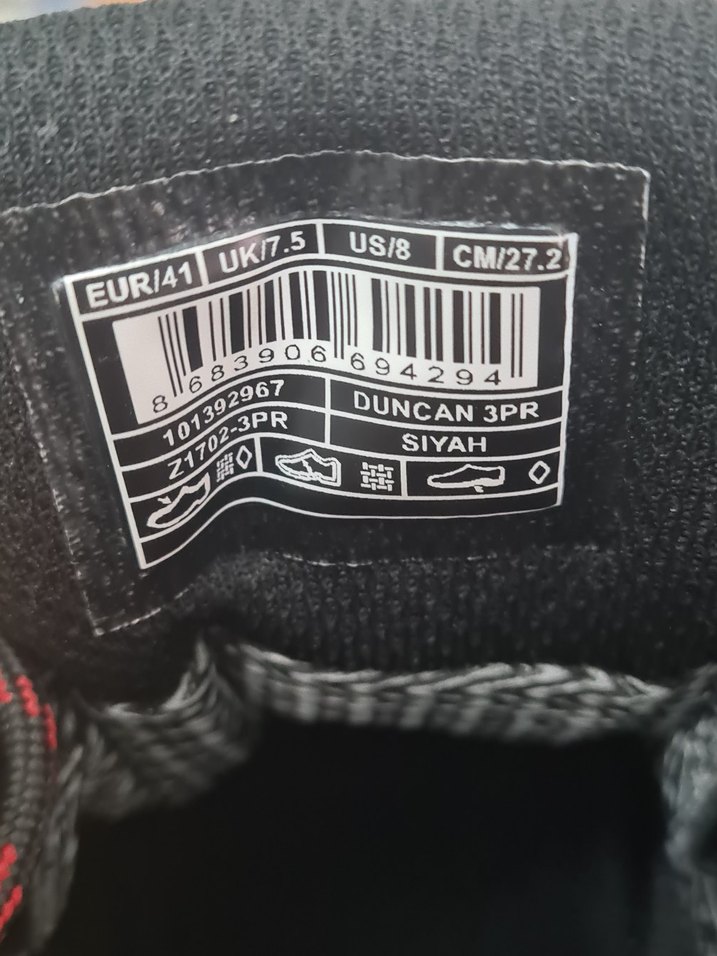 EUR/41 UK/7.5 US/8 CM/27.2
8 683906 694294
101392967 DUNCAN 3PR
Z1702-3PR SIYAH